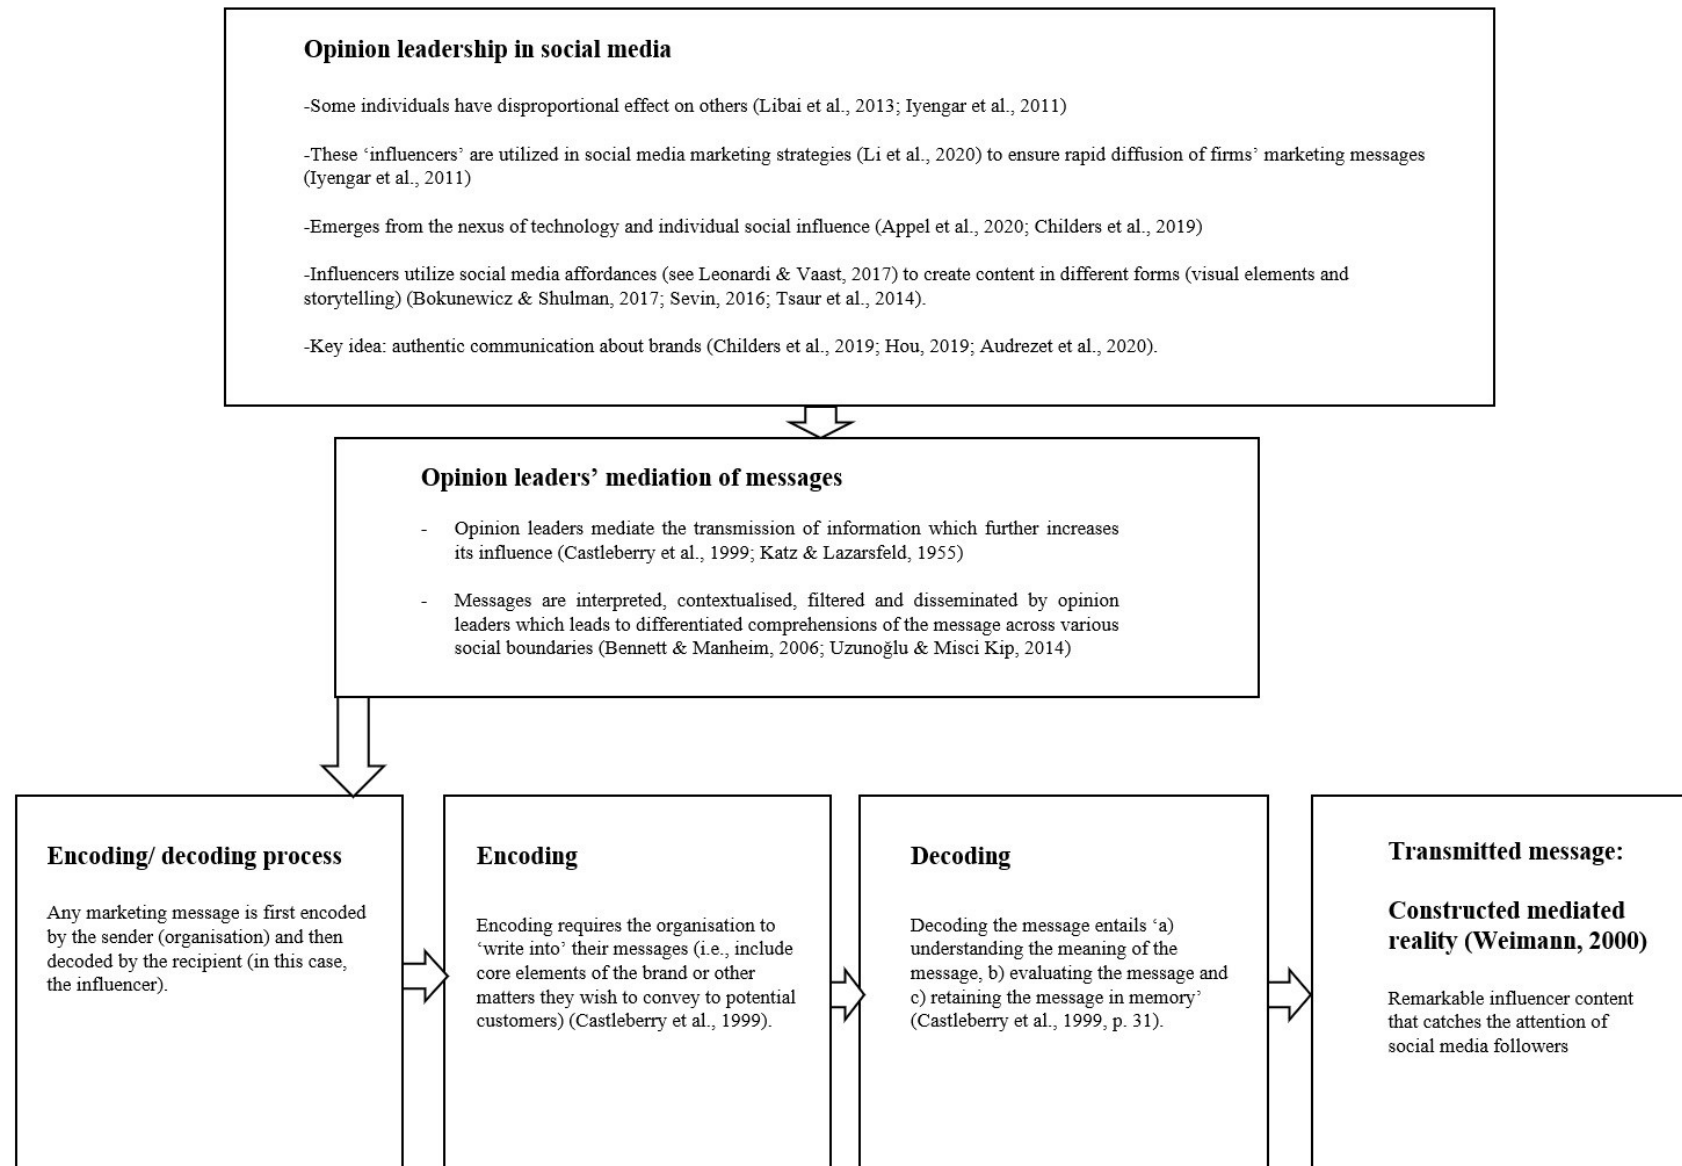 Opinion leadership in social media
-Some individuals have disproportional effect on others (Libai et al., 2013; Iyengar et al., 2011)
-These ‘influencers’ are utilized in social media marketing strategies (Li et al., 2020) to ensure rapid diffusion of firms’ marketing messages
(Iyengar et al., 2011)
-Emerges from the nexus of technology and individual social influence (Appel et al., 2020; Childers et al., 2019)
-Influencers utilize social media affordances (see Leonardi & Vaast, 2017) to create content in different forms (visual elements and
storytelling) (Bokunewicz & Shulman, 2017; Sevin, 2016; Tsaur et al., 2014).
-Key idea: authentic communication about brands (Childers et al., 2019; Hou, 2019; Audrezet et al., 2020).
Opinion leaders’ mediation of messages
- Opinion leaders mediate the transmission of information which further increases
its influence (Castleberry et al., 1999; Katz & Lazarsfeld, 1955)
- Messages are interpreted, contextualised, filtered and disseminated by opinion
leaders which leads to differentiated comprehensions of the message across various
social boundaries (Bennett & Manheim, 2006; Uzunoğlu & Misci Kip, 2014)
Encoding/ decoding process
Any marketing message is first encoded
by the sender (organisation) and then
decoded by the recipient (in this case,
the influencer).
Encoding
Encoding requires the organisation to
‘write into’ their messages (i.e., include
core elements of the brand or other
matters they wish to convey to potential
customers) (Castleberry et al., 1999).
Decoding
Decoding the message entails ‘a)
understanding the meaning of the
message, b) evaluating the message and
c) retaining the message in memory’
(Castleberry et al., 1999, p. 31).
Transmitted message:
Constructed mediated
reality (Weimann, 2000)
Remarkable influencer content
that catches the attention of
social media followers